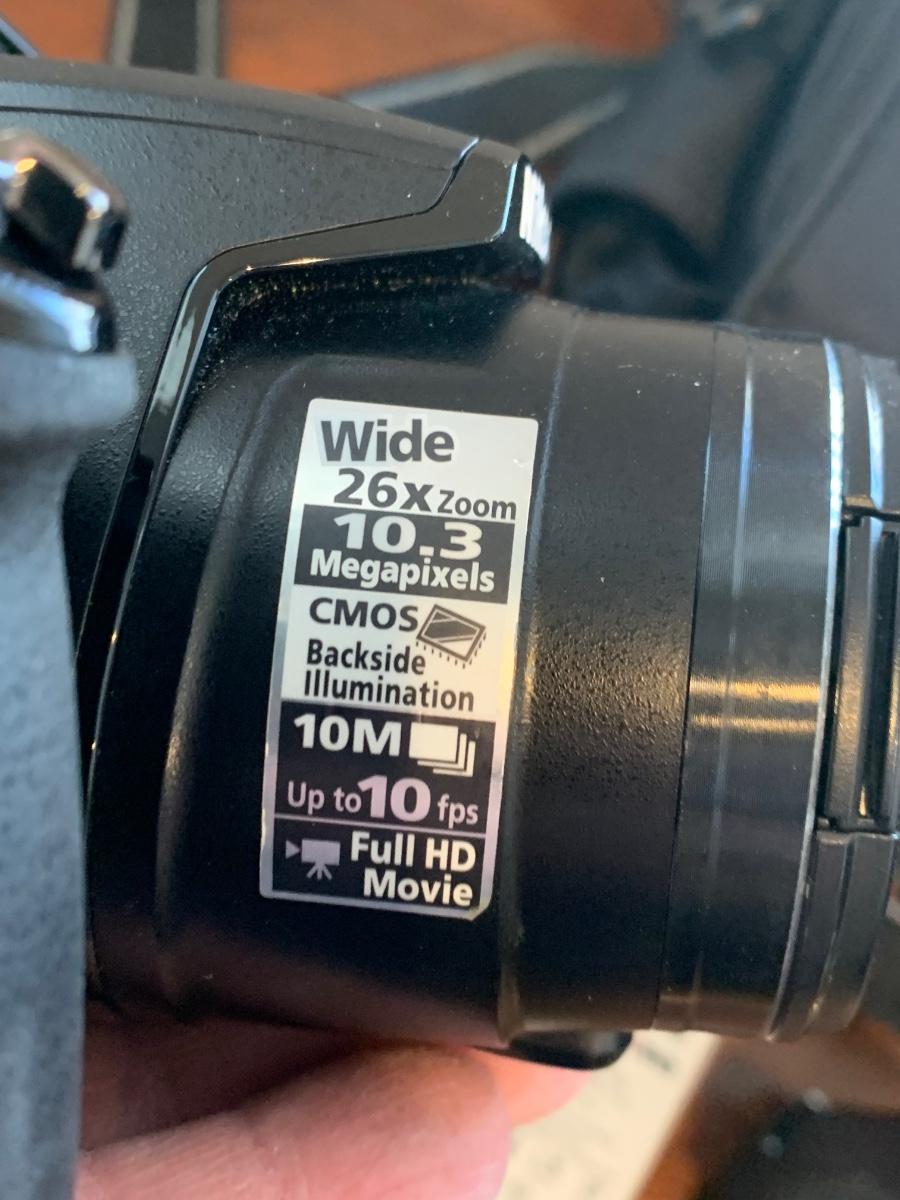 Wide
26x Zoom
10.3
Megapixels
CMOS
Backside
Illumination
10M
Up to 10 fps
Full HD
Movie